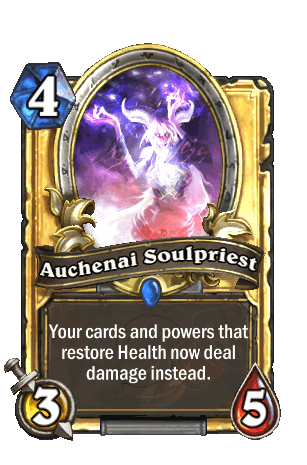 4
Auchenai Soulpriest
Your cards and powers that
restore Health now deal
damage instead.
3
5